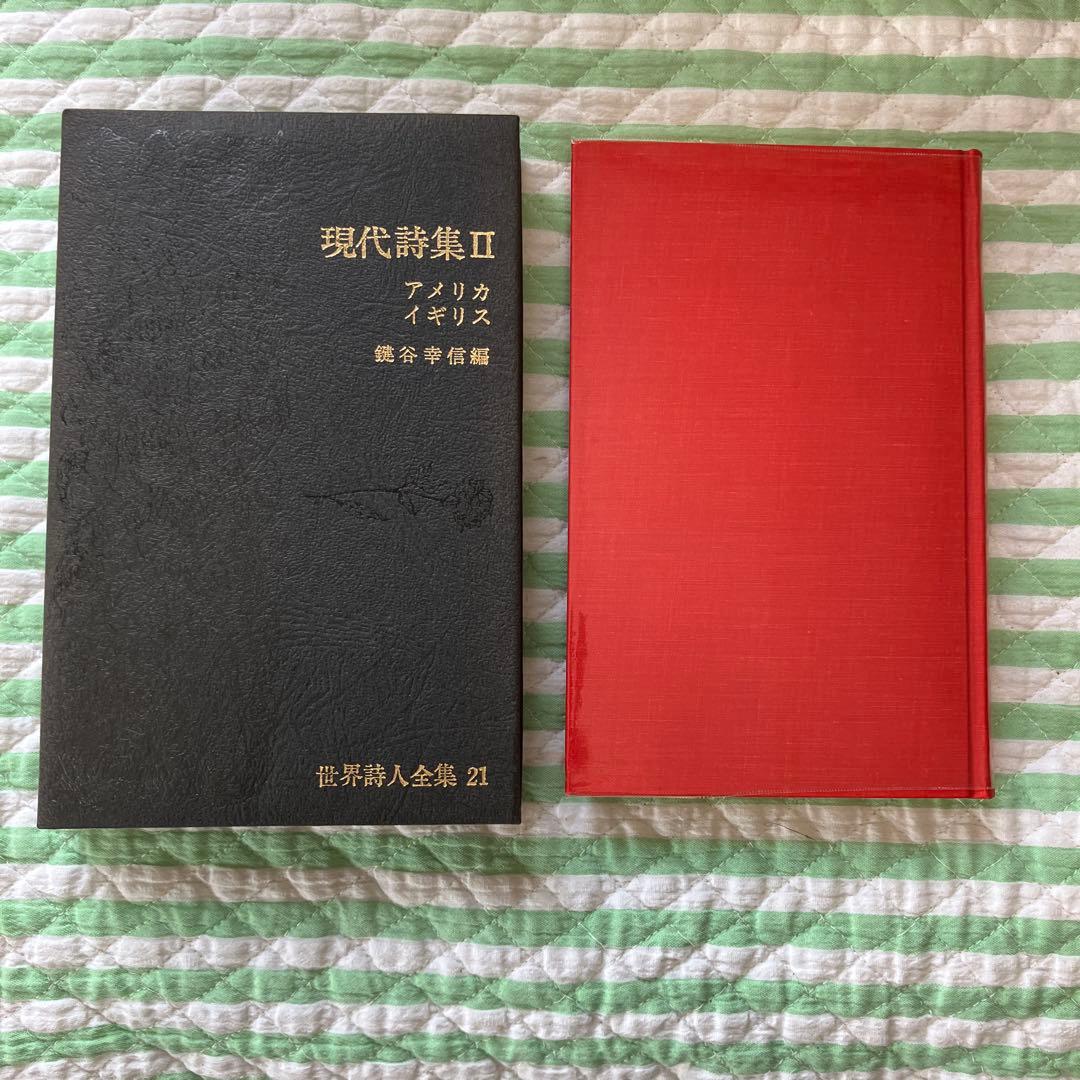 現代詩集Ⅱ
アメリカ
イギリス
鍵谷幸信編
世界詩人全集 21